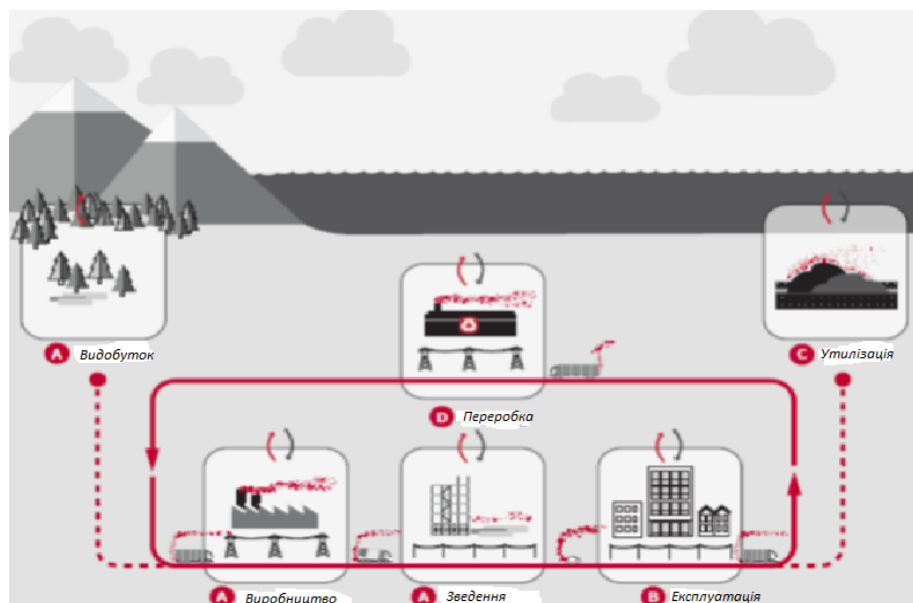 A Видобуток
C Утилізація
D Переробка
A Виробництво
A Зведення
B Експлуатація